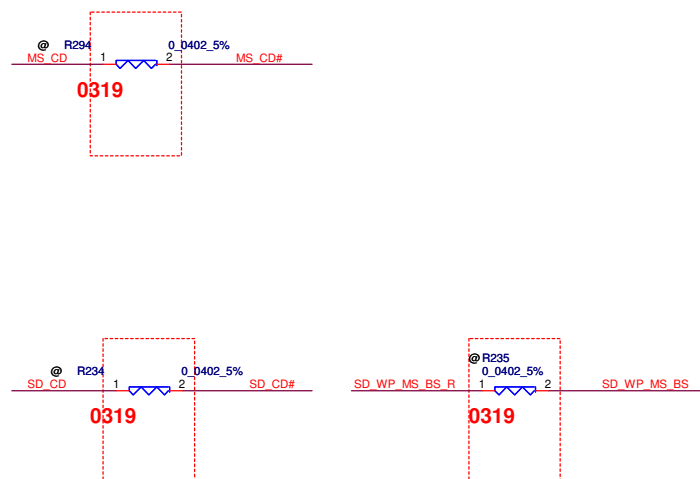 @ R294 0_0402_5%
MS_CD 1 2 MS_CD#
0319
@ R234 0_0402_5%
SD_CD 1 2 SD_CD#
0319
@ R235
0_0402_5%
SD_WP_MS_BS_R 1 2 SD_WP_MS_BS
0319